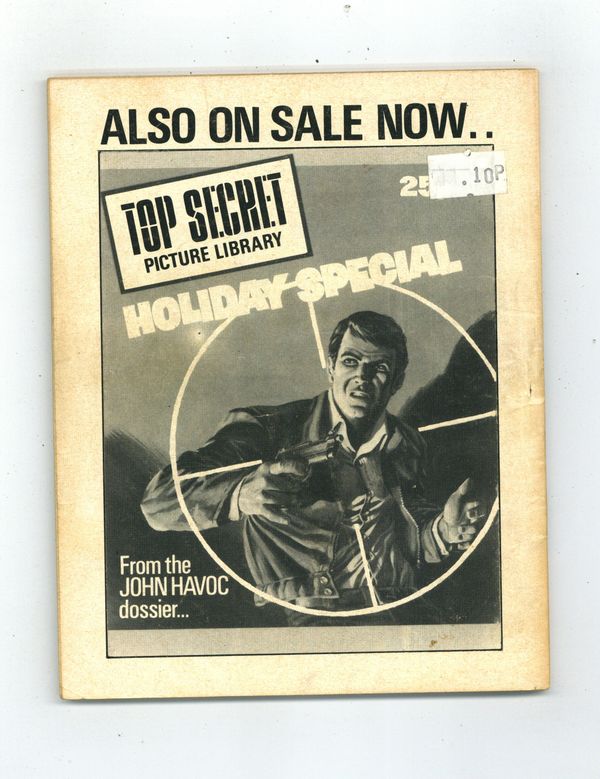 ALSO ON SALE NOW..
TOP SECRET
PICTURE LIBRARY
25
.10P
HOLIDAY SPECIAL
From the
JOHN HAVOC
dossier...